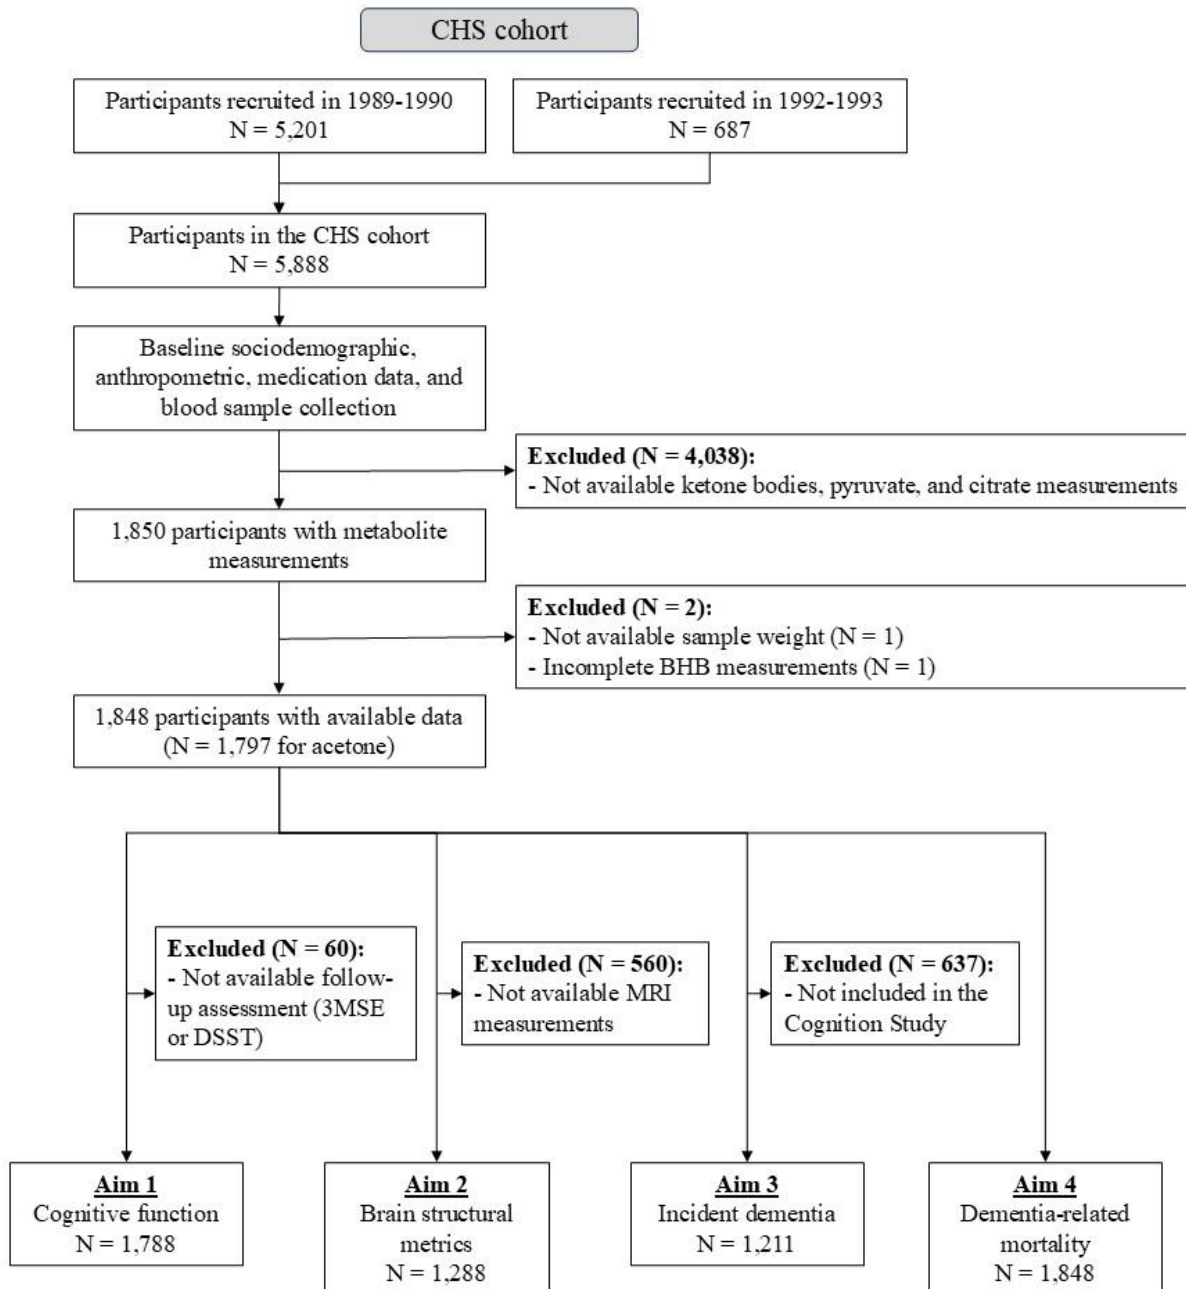 CHS cohort
Participants recruited in 1989-1990
N = 5,201
Participants recruited in 1992-1993
N = 687
Participants in the CHS cohort
N = 5,888
Baseline sociodemographic,
anthropometric, medication data, and
blood sample collection
Excluded (N = 4,038):
- Not available ketone bodies, pyruvate, and citrate measurements
1,850 participants with metabolite
measurements
Excluded (N = 2):
- Not available sample weight (N = 1)
- Incomplete BHB measurements (N = 1)
1,848 participants with available data
(N = 1,797 for acetone)
Excluded (N = 60):
- Not available follow-
up assessment (3MSE
or DSST)
Excluded (N = 560):
- Not available MRI
measurements
Excluded (N = 637):
- Not included in the
Cognition Study
Aim 1
Cognitive function
N = 1,788
Aim 2
Brain structural
metrics
N = 1,288
Aim 3
Incident dementia
N = 1,211
Aim 4
Dementia-related
mortality
N = 1,848